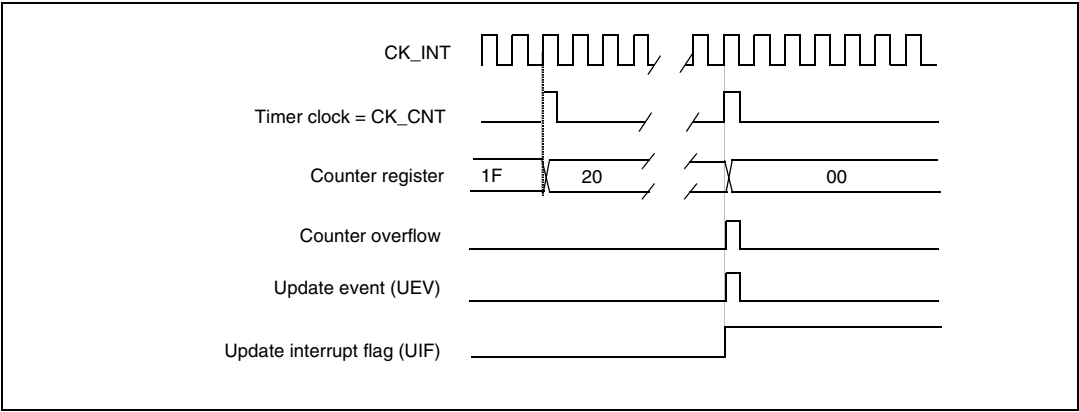 CK_INT
Timer clock = CK_CNT
Counter register 1F 20 00
Counter overflow
Update event (UEV)
Update interrupt flag (UIF)